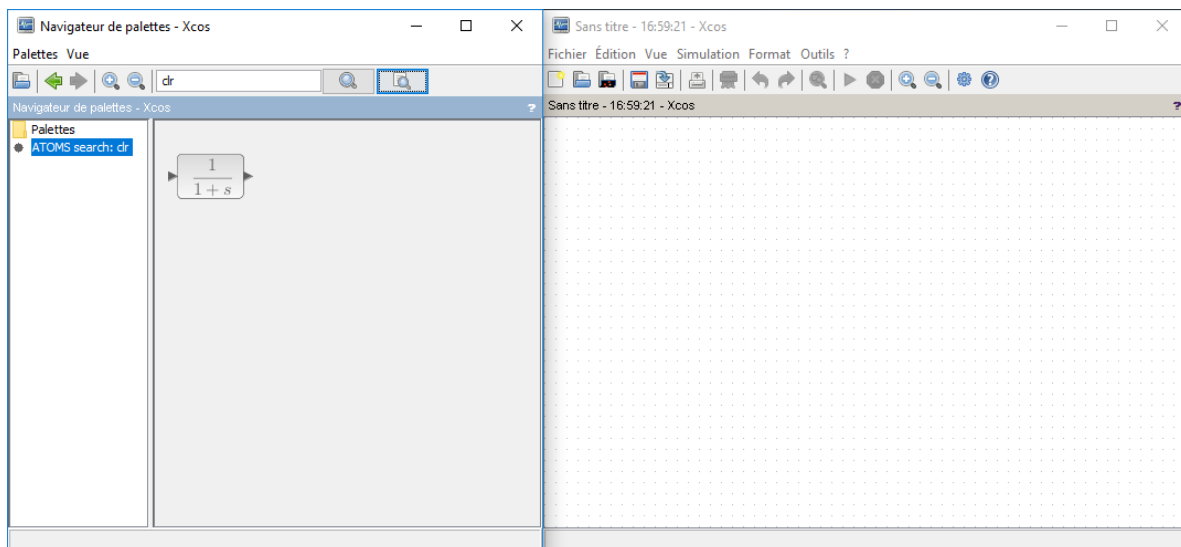 Navigateur de palettes - Xcos
Palettes Vue
clr
Navigateur de palettes - Xcos ?
Palettes
ATOMS search: clr
1
1 + s
Sans titre - 16:59:21 - Xcos
Fichier Édition Vue Simulation Format Outils ?
Sans titre - 16:59:21 - Xcos ?